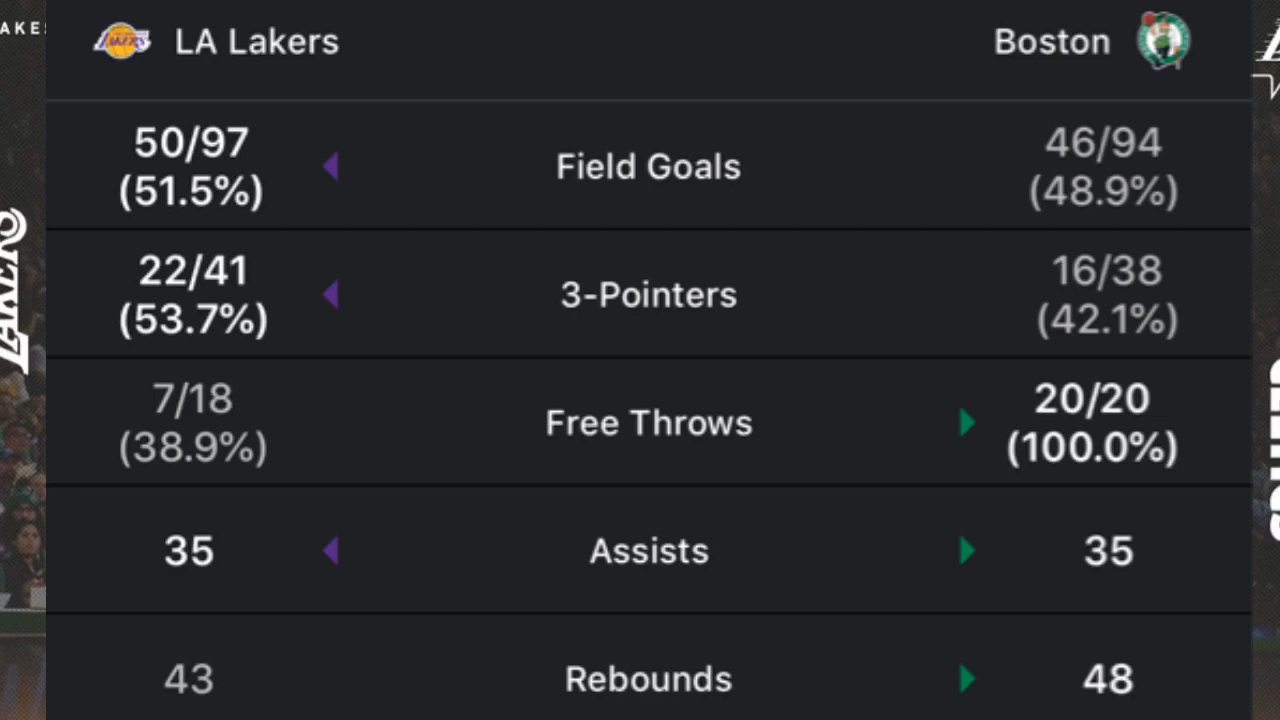 AKE
LA Lakers
Boston
50/97
(51.5%)
Field Goals
46/94
(48.9%)
22/41
(53.7%)
3-Pointers
16/38
(42.1%)
7/18
(38.9%)
Free Throws
20/20
(100.0%)
35
Assists
35
43
Rebounds
48
LAKERS